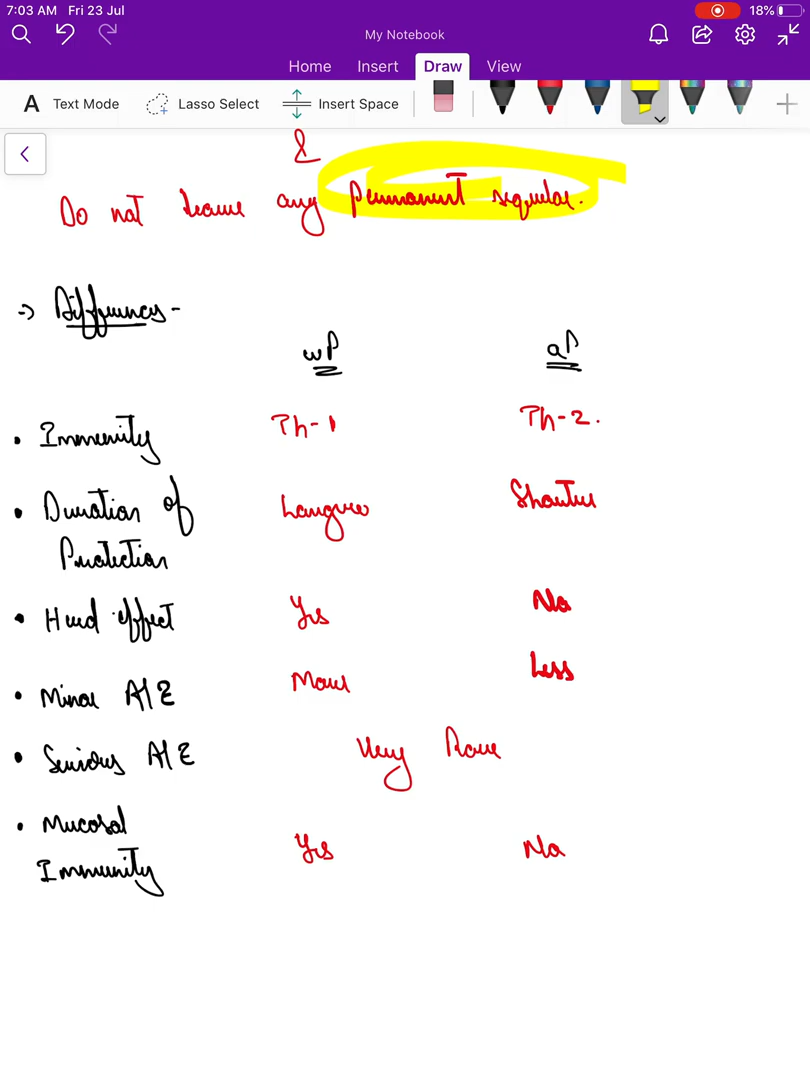 7:03 AM Fri 23 Jul 18%
My Notebook
Home Insert Draw View
A Text Mode Lasso Select Insert Space
&
Do not leave any permanent sequelae.
→ Differences -
wP aP
• Immunity Th-1 Th-2.
• Duration of Longer Shorter
Protection
• Herd effect Yes No
• Minor A/E More Less
• Serious A/E Very Rare
• Mucosal
Immunity Yes No